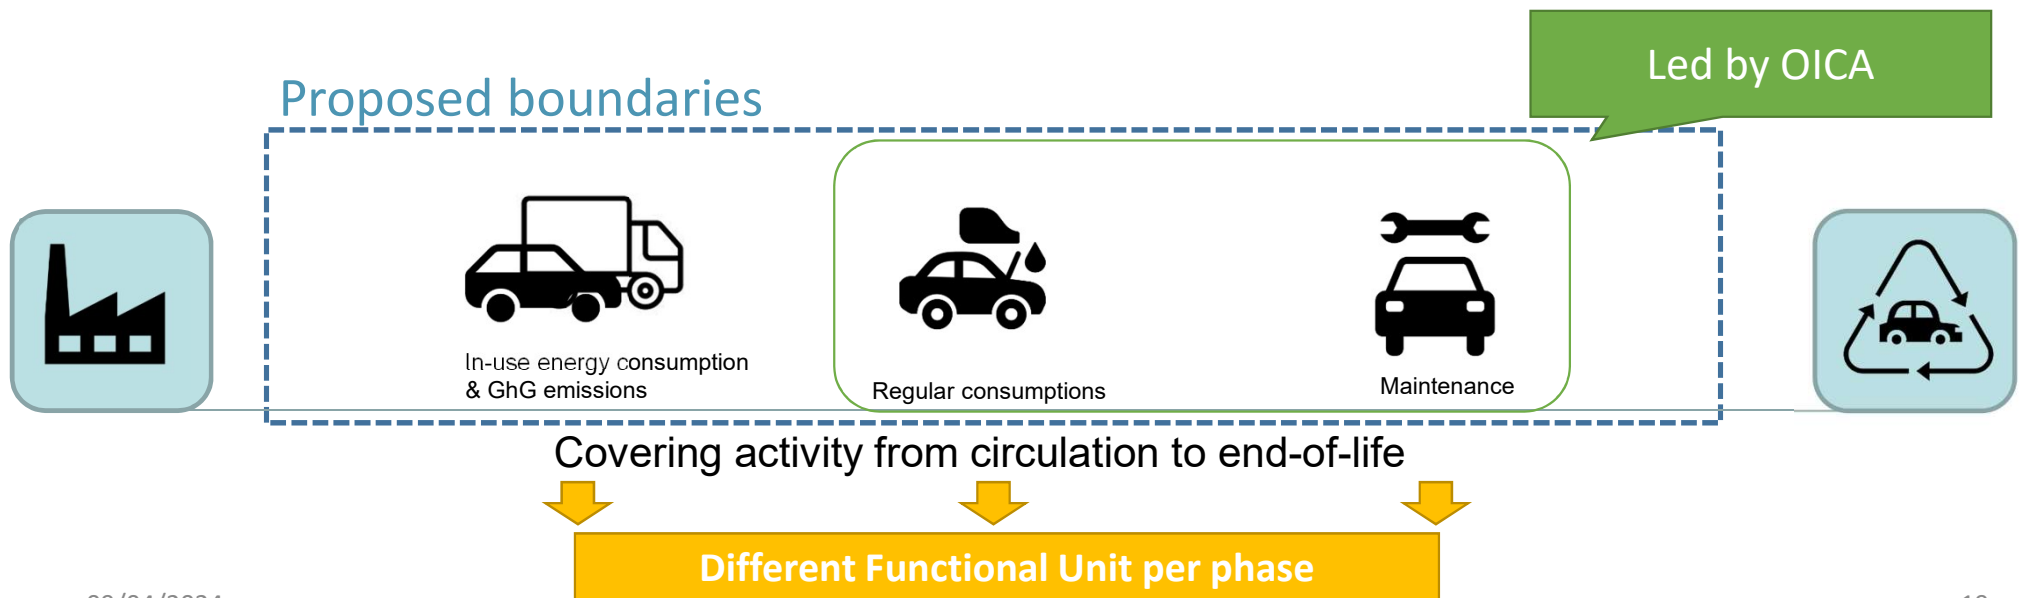 Led by OICA
Proposed boundaries
In-use energy consumption
& GhG emissions
Regular consumptions
Maintenance
Covering activity from circulation to end-of-life
Different Functional Unit per phase